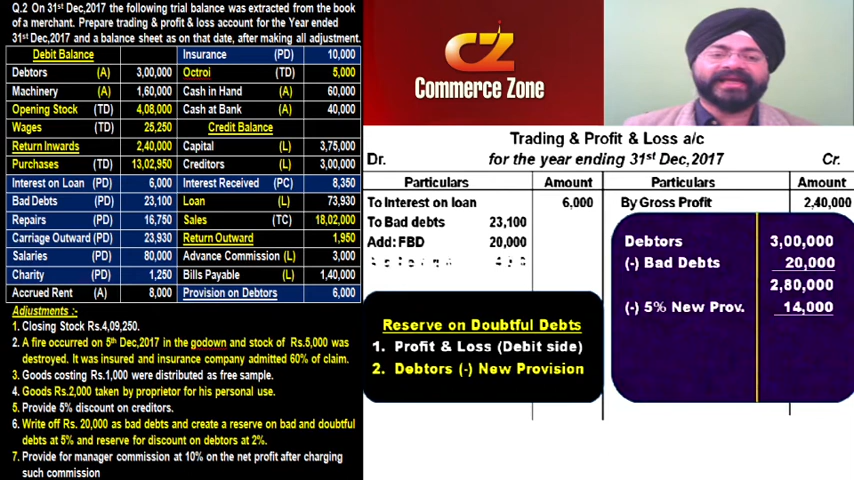 Q.2 On 31st Dec,2017 the following trial balance was extracted from the book
of a merchant. Prepare trading & profit & loss account for the Year ended
31st Dec,2017 and a balance sheet as on that date, after making all adjustment.
Debit Balance Insurance (PD) 10,000
Debtors (A) 3,00,000 Octroi (TD) 5,000
Machinery (A) 1,60,000 Cash in Hand (A) 60,000
Opening Stock (TD) 4,08,000 Cash at Bank (A) 40,000
Wages (TD) 25,250 Credit Balance
Return Inwards 2,40,000 Capital (L) 3,75,000
Purchases (TD) 13,02,950 Creditors (L) 3,00,000
Interest on Loan (PD) 6,000 Interest Received (PC) 8,350
Bad Debts (PD) 23,100 Loan (L) 73,930
Repairs (PD) 16,750 Sales (TC) 18,02,000
Carriage Outward (PD) 23,930 Return Outward 1,950
Salaries (PD) 80,000 Advance Commission (L) 3,000
Charity (PD) 1,250 Bills Payable (L) 1,40,000
Accrued Rent (A) 8,000 Provision on Debtors 6,000
Adjustments :-
1. Closing Stock Rs.4,09,250.
2. A fire occurred on 5th Dec,2017 in the godown and stock of Rs.5,000 was
destroyed. It was insured and insurance company admitted 60% of claim.
3. Goods costing Rs.1,000 were distributed as free sample.
4. Goods Rs.2,000 taken by proprietor for his personal use.
5. Provide 5% discount on creditors.
6. Write off Rs. 20,000 as bad debts and create a reserve on bad and doubtful
debts at 5% and reserve for discount on debtors at 2%.
7. Provide for manager commission at 10% on the net profit after charging
such commission
CZ
Commerce Zone
Trading & Profit & Loss a/c
Dr. for the year ending 31st Dec,2017 Cr.
Particulars Amount Particulars Amount
To Interest on loan 6,000 By Gross Profit 2,40,000
To Bad debts 23,100
Add: FBD 20,000
Debtors 3,00,000
(-) Bad Debts 20,000
2,80,000
(-) 5% New Prov. 14,000
Reserve on Doubtful Debts
1. Profit & Loss (Debit side)
2. Debtors (-) New Provision